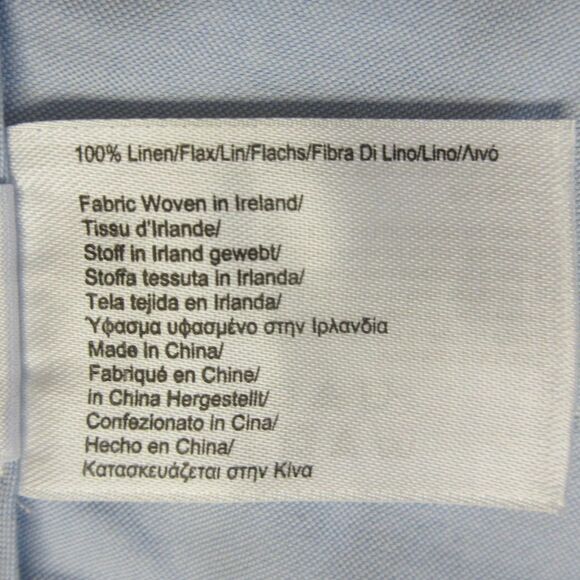 100% Linen/Flax/Lin/Flachs/Fibra Di Lino/Lino/Λινό
Fabric Woven in Ireland/
Tissu d'Irlande/
Stoff in Irland gewebt/
Stoffa tessuta in Irlanda/
Tela tejida en Irlanda/
Ύφασμα υφασμένο στην Ιρλανδία
Made in China/
Fabriqué en Chine/
in China Hergestellt/
Confezionato in Cina/
Hecho en China/
Κατασκευάζεται στην Κίνα